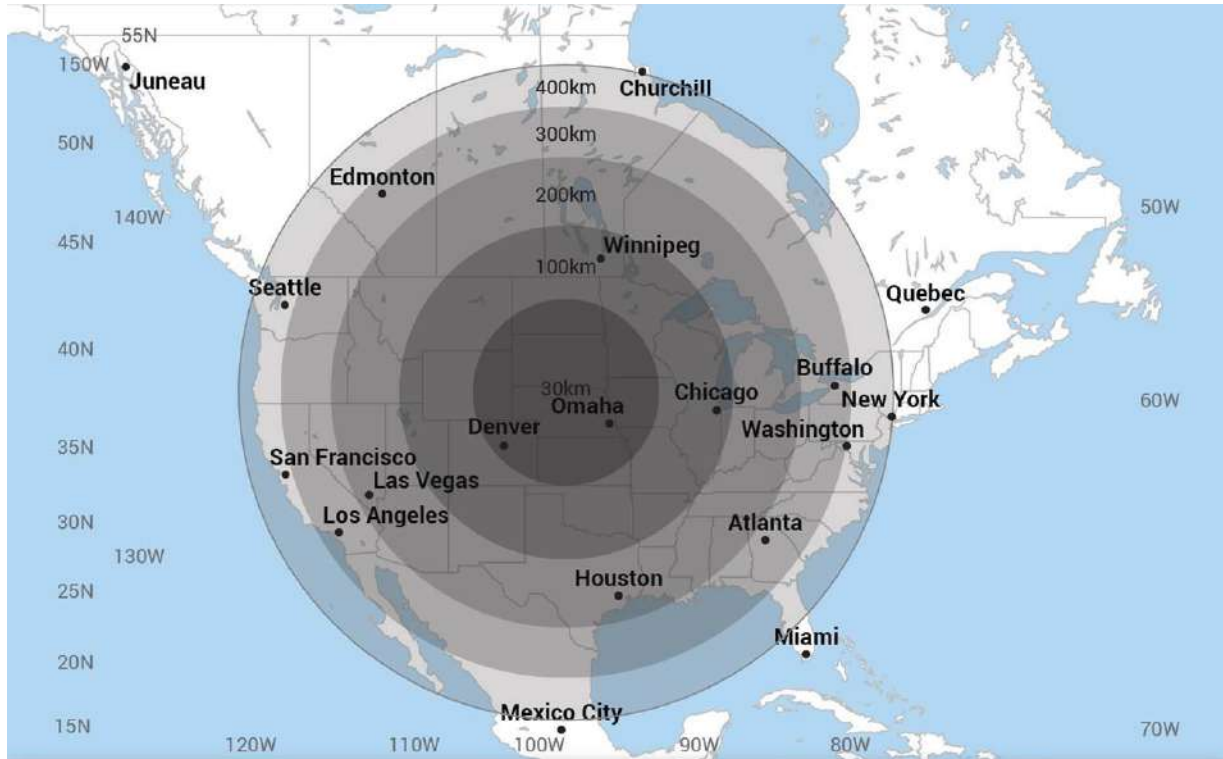 55N
150W
Juneau
400km
Churchill
300km
50N
Edmonton
200km
140W
50W
45N
Winnipeg
100km
Seattle
Quebec
40N
Buffalo
30km
Chicago
New York
60W
Omaha
Denver
Washington
35N
San Francisco
Las Vegas
Los Angeles
30N
Atlanta
130W
Houston
25N
Miami
20N
Mexico City
15N
120W
110W
100W
90W
80W
70W